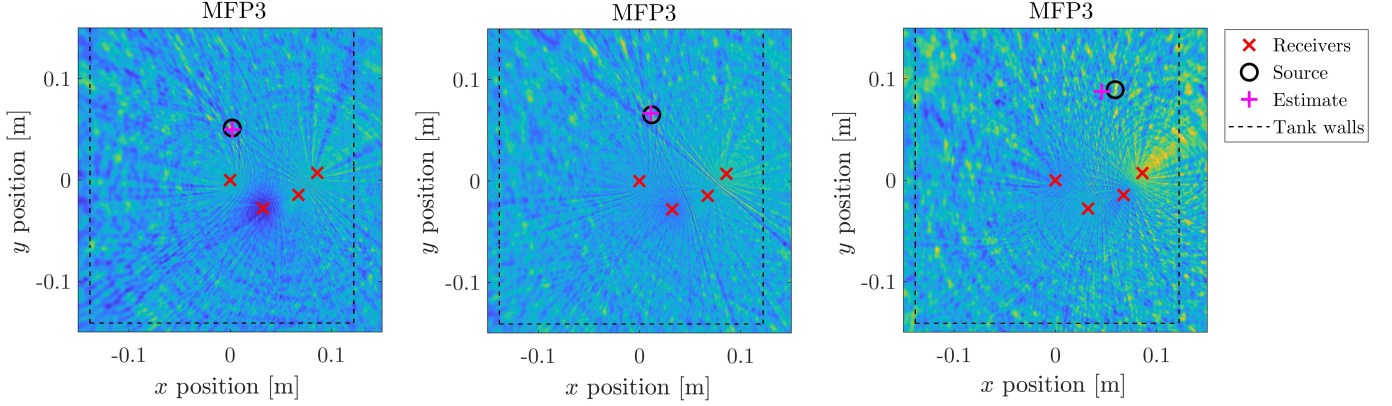 MFP3
0.1
0
-0.1
y position [m]
-0.1
0
0.1
x position [m]
MFP3
0.1
0
-0.1
y position [m]
-0.1
0
0.1
x position [m]
MFP3
0.1
0
-0.1
y position [m]
-0.1
0
0.1
x position [m]
Receivers
Source
Estimate
Tank walls